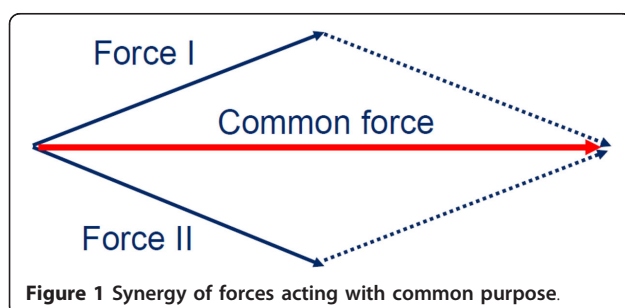 Force I
Common force
Force II
Figure 1 Synergy of forces acting with common purpose.